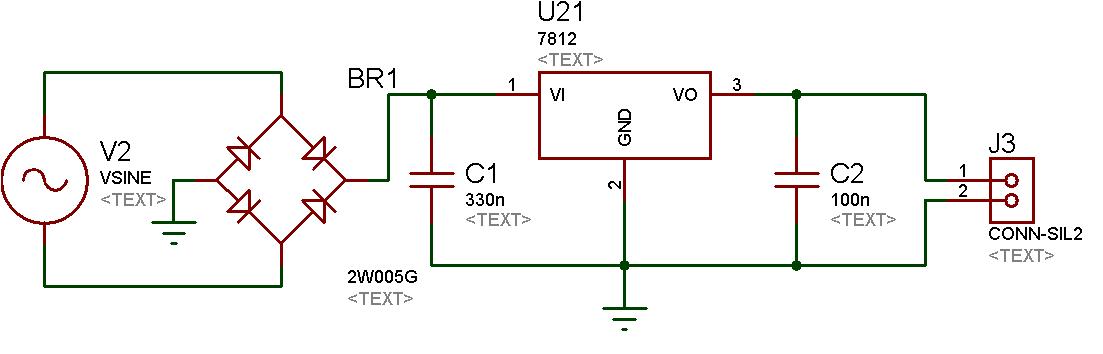 U21
7812
<TEXT>
BR1
1
VI
VO
3
GND
2
V2
VSINE
<TEXT>
C1
330n
<TEXT>
C2
100n
<TEXT>
J3
1
2
CONN-SIL2
<TEXT>
2W005G
<TEXT>